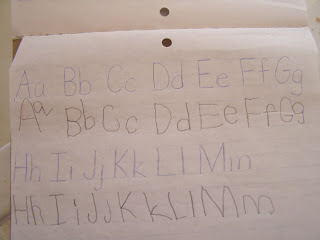 Aa Bb Cc Dd Ee Ff Gg
Aa Bb Cc Dd Ee Ff Gg
Hh Ii Jj Kk Ll Mm
Hh Ii Jj Kk Ll Mm